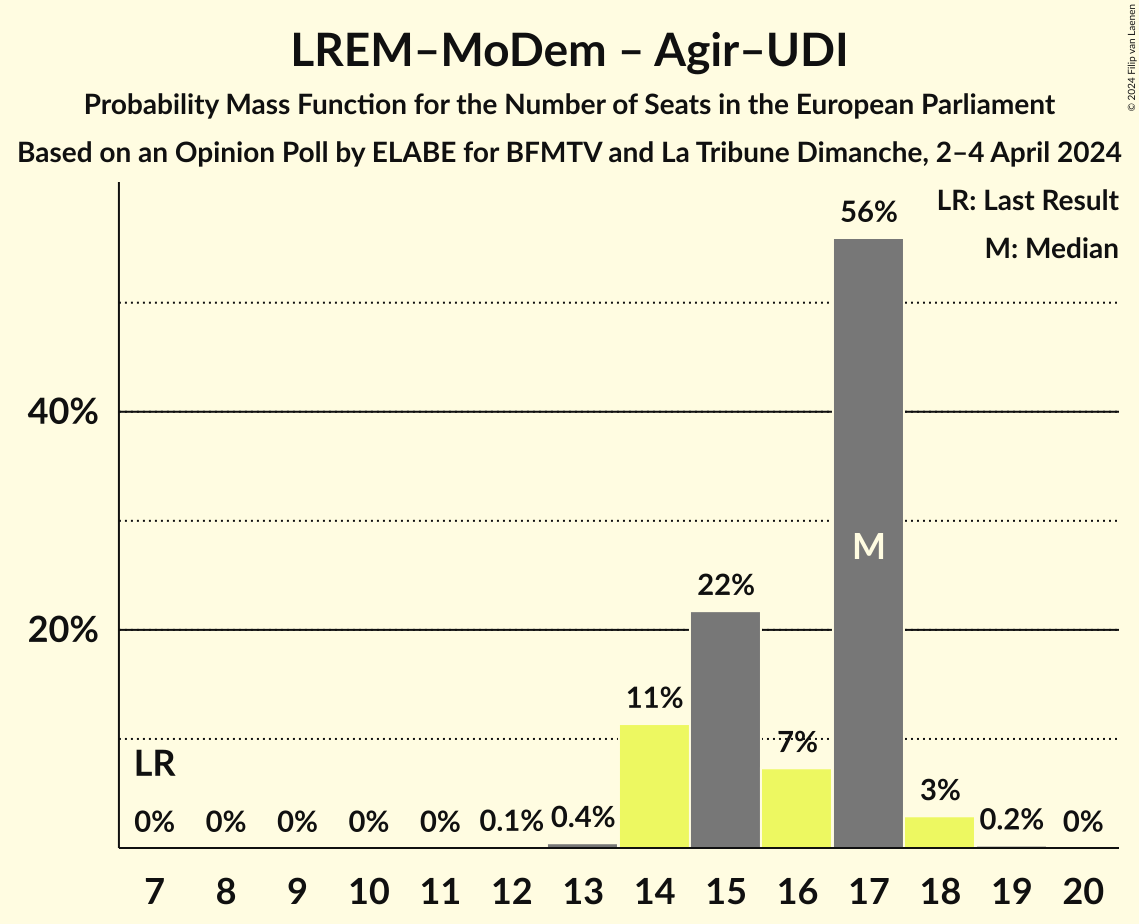 LREM–MoDem – Agir–UDI
Probability Mass Function for the Number of Seats in the European Parliament
Based on an Opinion Poll by ELABE for BFMTV and La Tribune Dimanche, 2–4 April 2024
© 2024 Filip van Laenen
LR: Last Result
M: Median
56%
40%
M
22%
20%
11%
7%
LR
3%
0% 0% 0% 0% 0% 0.1% 0.4% 0.2% 0%
7 8 9 10 11 12 13 14 15 16 17 18 19 20